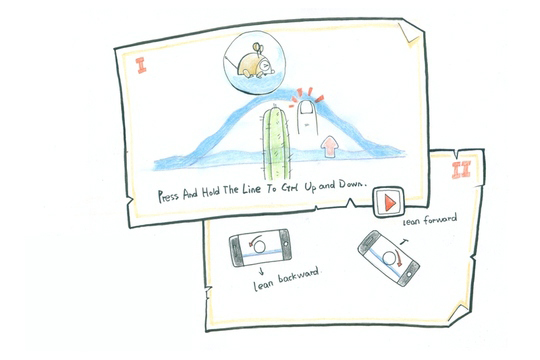 I
Press And Hold The Line To Ctrl Up and Down.
II
lean forward
lean backward